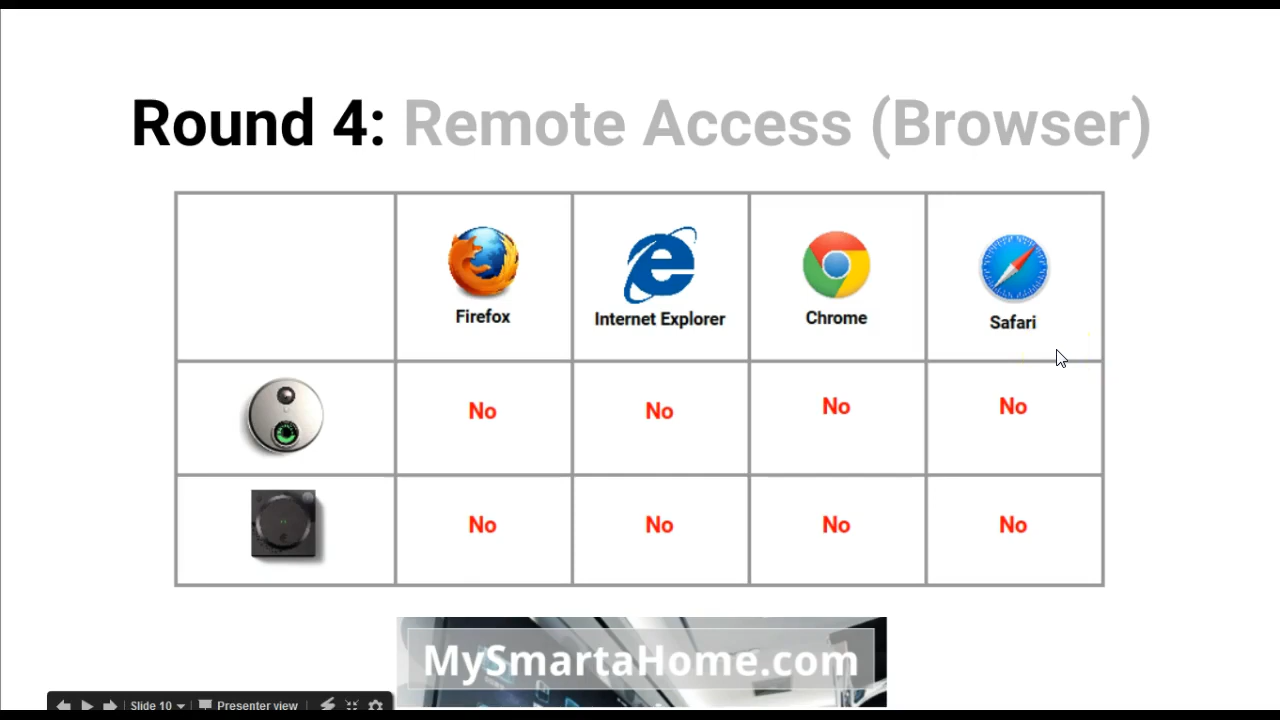 Round 4: Remote Access (Browser)
Firefox
Internet Explorer
Chrome
Safari
No No No No
No No No No
MySmartaHome.com
Slide 10 Presenter view